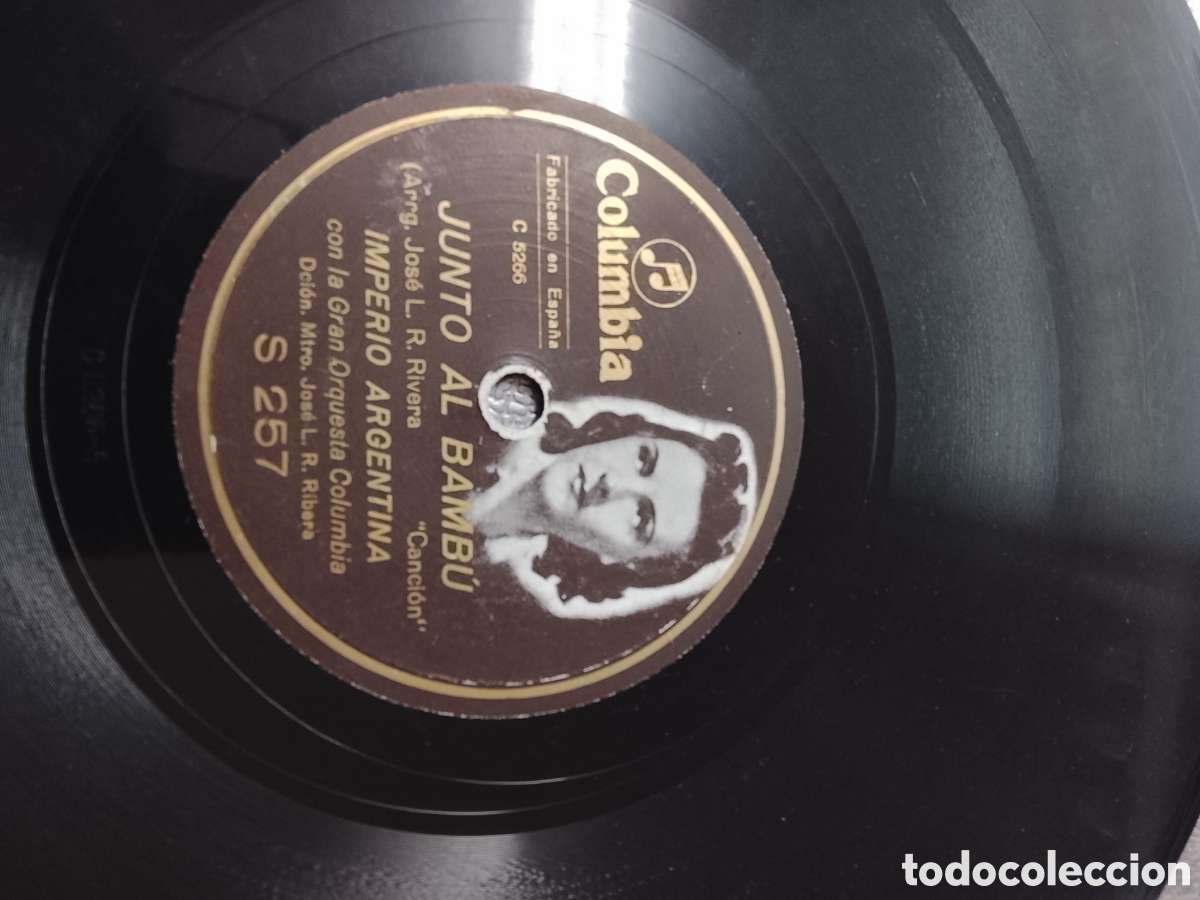 Columbia
Fabricado en España
C 5266
JUNTO AL BAMBÚ
"Canción"
(Arrg. José L. R. Rivera
IMPERIO ARGENTINA
con la Gran Orquesta Columbia
Dción. Mtro. José L. R. Ribera
S 257
todocoleccion